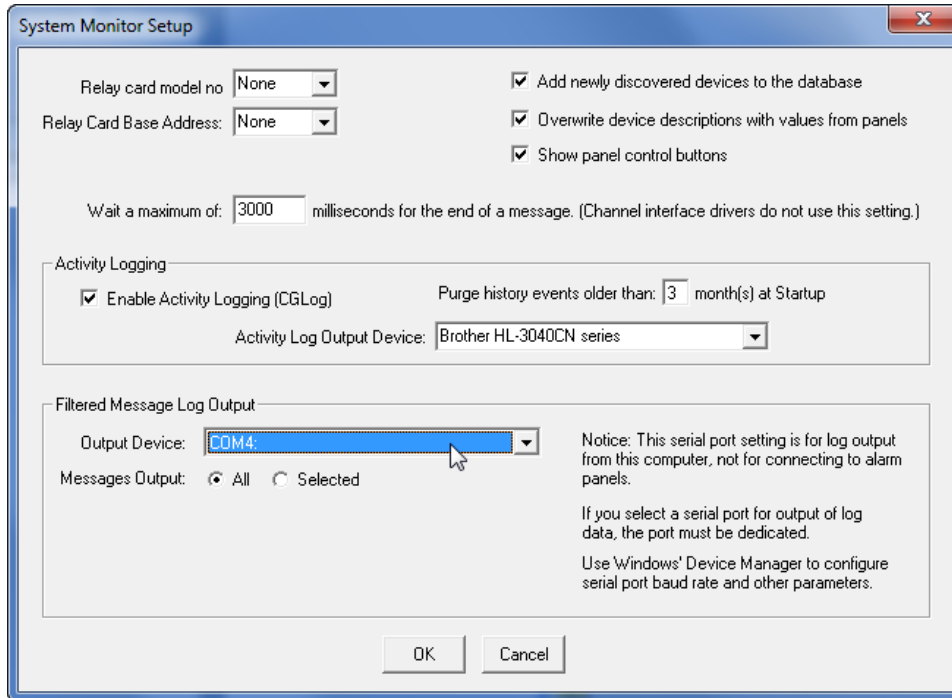 System Monitor Setup
Relay card model no None
Add newly discovered devices to the database
Relay Card Base Address: None
Overwrite device descriptions with values from panels
Show panel control buttons
Wait a maximum of: 3000 milliseconds for the end of a message. (Channel interface drivers do not use this setting.)
Activity Logging
Enable Activity Logging (CGLog)
Purge history events older than: 3 month(s) at Startup
Activity Log Output Device: Brother HL-3040CN series
Filtered Message Log Output
Output Device: COM4:
Messages Output: All Selected
Notice: This serial port setting is for log output
from this computer, not for connecting to alarm
panels.
If you select a serial port for output of log
data, the port must be dedicated.
Use Windows' Device Manager to configure
serial port baud rate and other parameters.
OK Cancel